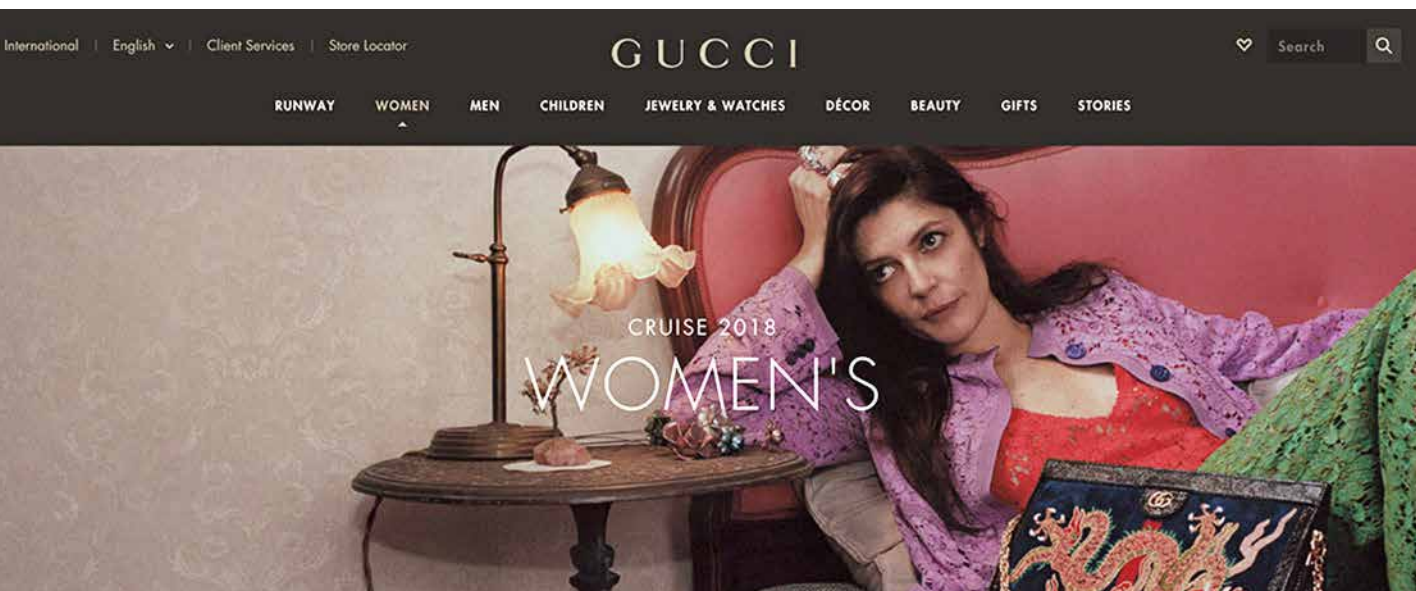 International | English | Client Services | Store Locator
GUCCI
Search
RUNWAY WOMEN MEN CHILDREN JEWELRY & WATCHES DÉCOR BEAUTY GIFTS STORIES
CRUISE 2018
WOMEN'S
GG